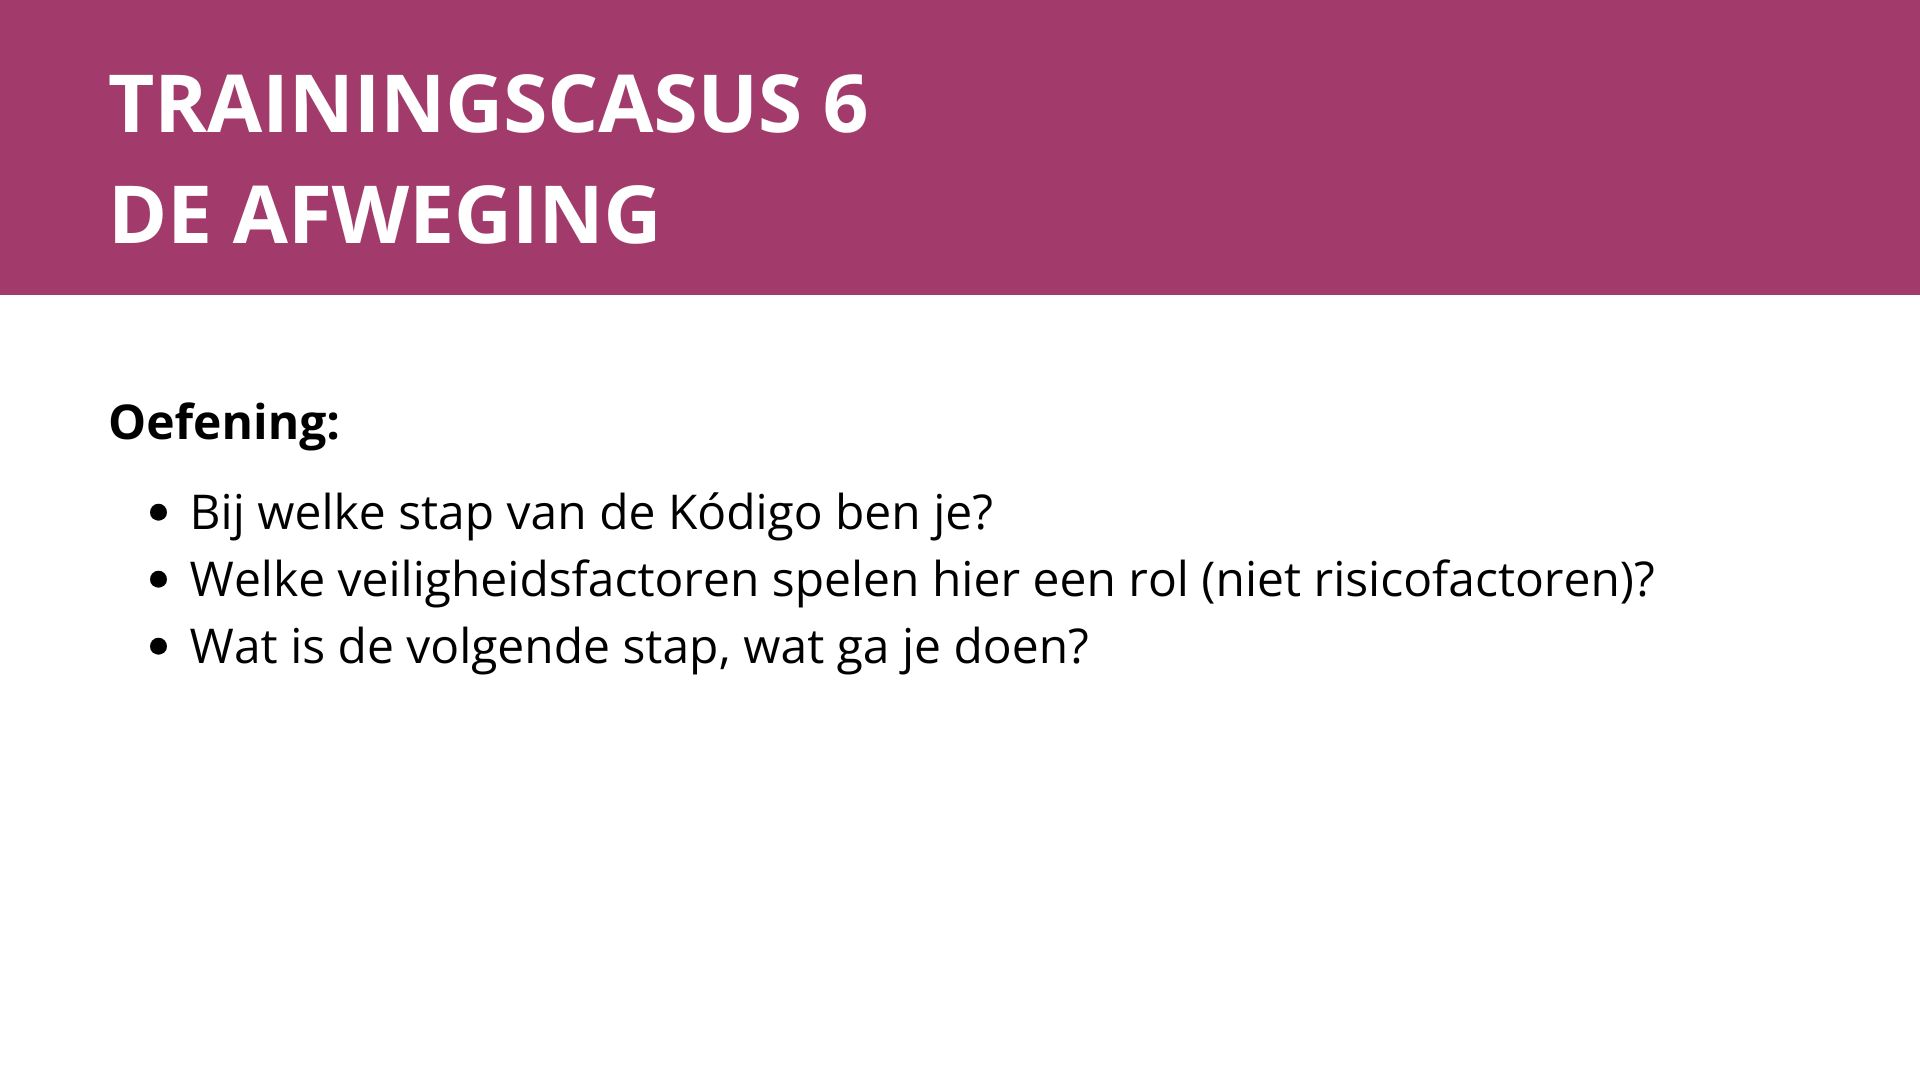 TRAININGSCASUS 6
DE AFWEGING
Oefening:
• Bij welke stap van de Kódigo ben je?
• Welke veiligheidsfactoren spelen hier een rol (niet risicofactoren)?
• Wat is de volgende stap, wat ga je doen?